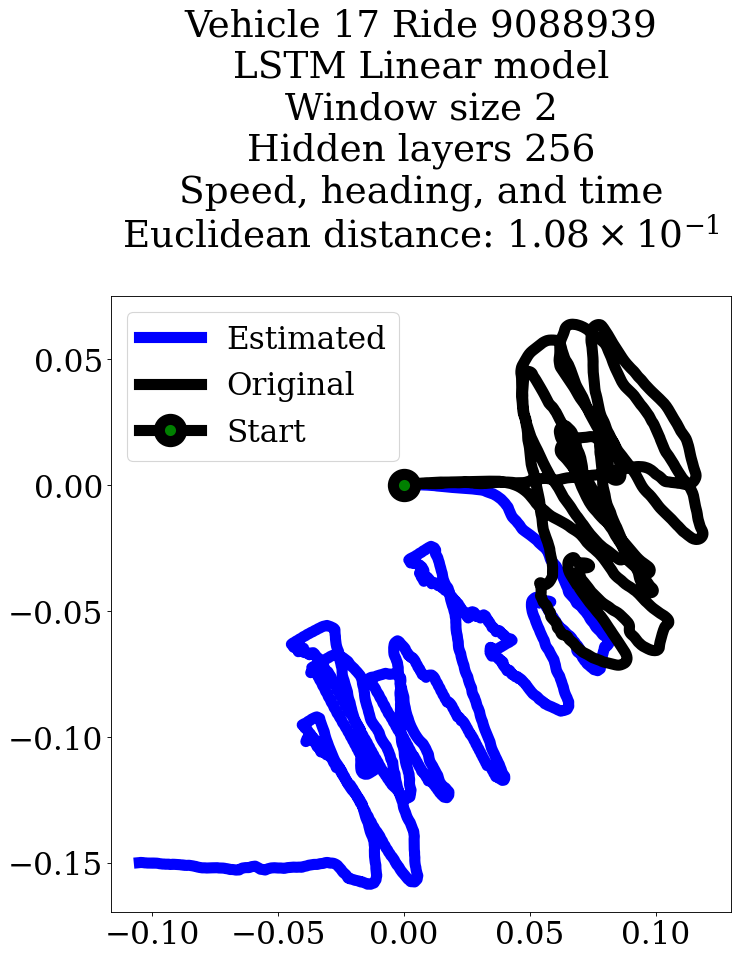 Vehicle 17 Ride 9088939
LSTM Linear model
Window size 2
Hidden layers 256
Speed, heading, and time
Euclidean distance: 1.08 × 10⁻¹
Estimated
Original
Start
0.05
0.00
−0.05
−0.10
−0.15
−0.10 −0.05 0.00 0.05 0.10